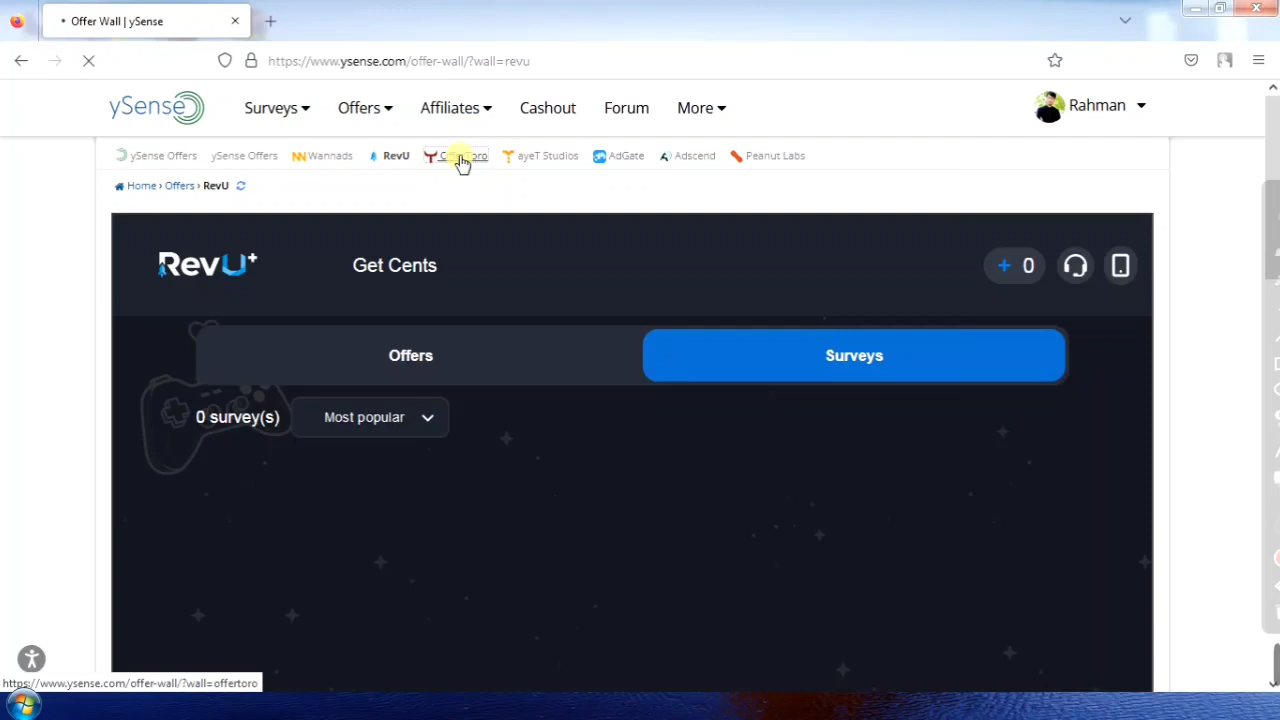 Offer Wall | ySense
https://www.ysense.com/offer-wall/?wall=revu
ySense Surveys Offers Affiliates Cashout Forum More Rahman
ySense Offers ySense Offers Wannads RevU ayeT Studios AdGate Adscend Peanut Labs
Home › Offers › RevU
RevU+ Get Cents + 0
Offers Surveys
0 survey(s) Most popular
https://www.ysense.com/offer-wall/?wall=offertoro